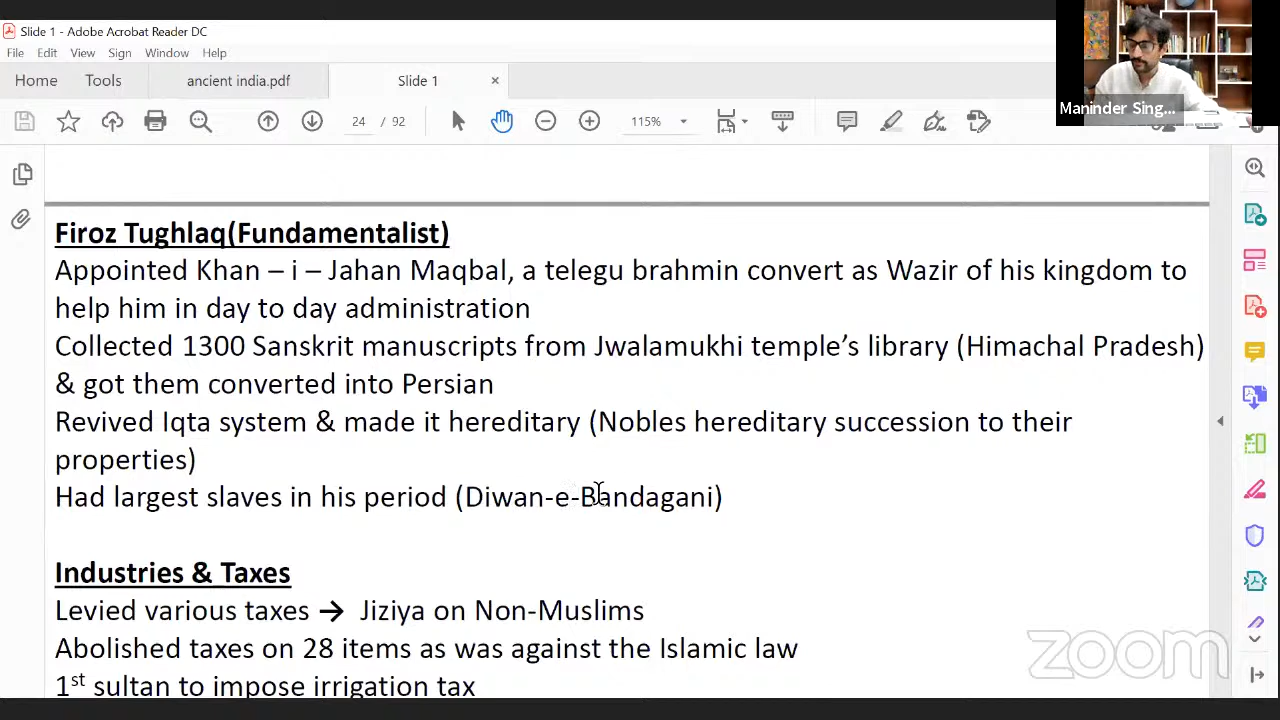 Slide 1 - Adobe Acrobat Reader DC
File Edit View Sign Window Help
Home Tools ancient india.pdf Slide 1 ×
24 / 92 115%
Maninder Sing...
Firoz Tughlaq(Fundamentalist)
Appointed Khan – i – Jahan Maqbal, a telegu brahmin convert as Wazir of his kingdom to
help him in day to day administration
Collected 1300 Sanskrit manuscripts from Jwalamukhi temple’s library (Himachal Pradesh)
& got them converted into Persian
Revived Iqta system & made it hereditary (Nobles hereditary succession to their
properties)
Had largest slaves in his period (Diwan-e-Bandagani)
Industries & Taxes
Levied various taxes → Jiziya on Non-Muslims
Abolished taxes on 28 items as was against the Islamic law
1st sultan to impose irrigation tax
zoom